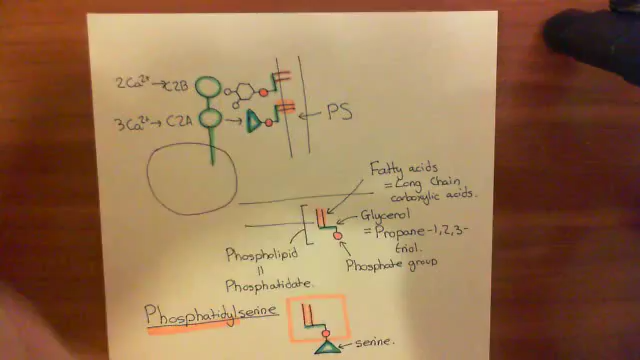 2Ca²⁺ → C2B
3Ca²⁺ → C2A → ← PS
Fatty acids
= Long chain
carboxylic acids.
Glycerol
= Propane-1,2,3-
triol.
Phosphate group
Phospholipid
=
Phosphatidate.
Phosphatidylserine
serine.